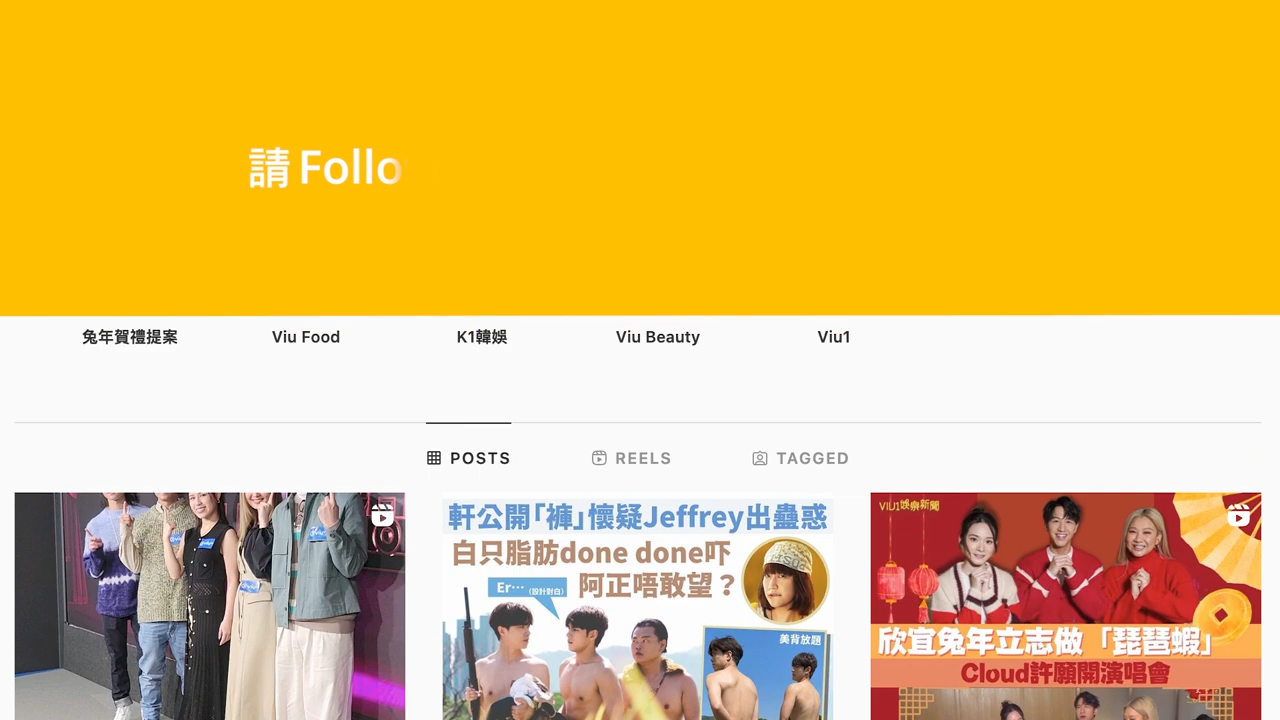 請 Follo
兔年賀禮提案
Viu Food
K1韓娛
Viu Beauty
Viu1
POSTS
REELS
TAGGED
軒公開「褲」懷疑Jeffrey出蠱惑
白只脂肪done done吓
阿正唔敢望？
Er⋯ (設計對白)
美背放題
VIU1娛樂新聞
欣宜兔年立志做「琵琶蝦」
Cloud許願開演唱會